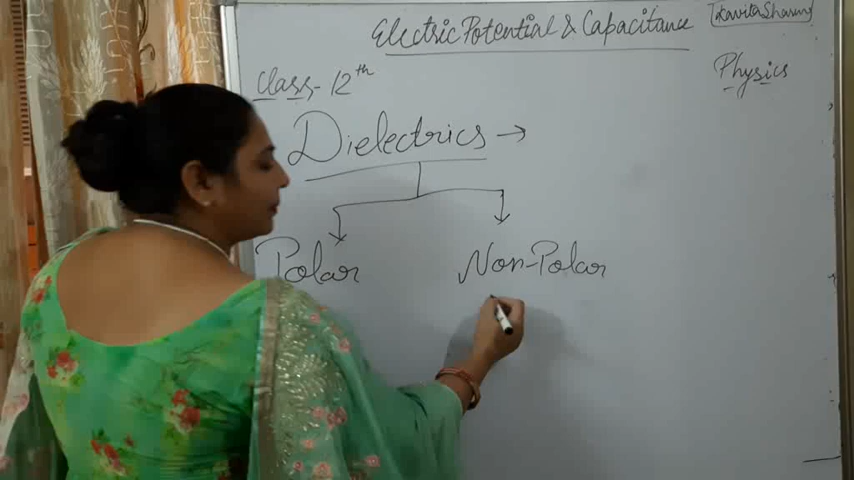 Electric Potential & Capacitance
Kavita Sharma
Physics
Class-12th
Dielectrics →
Polar
Non-Polar